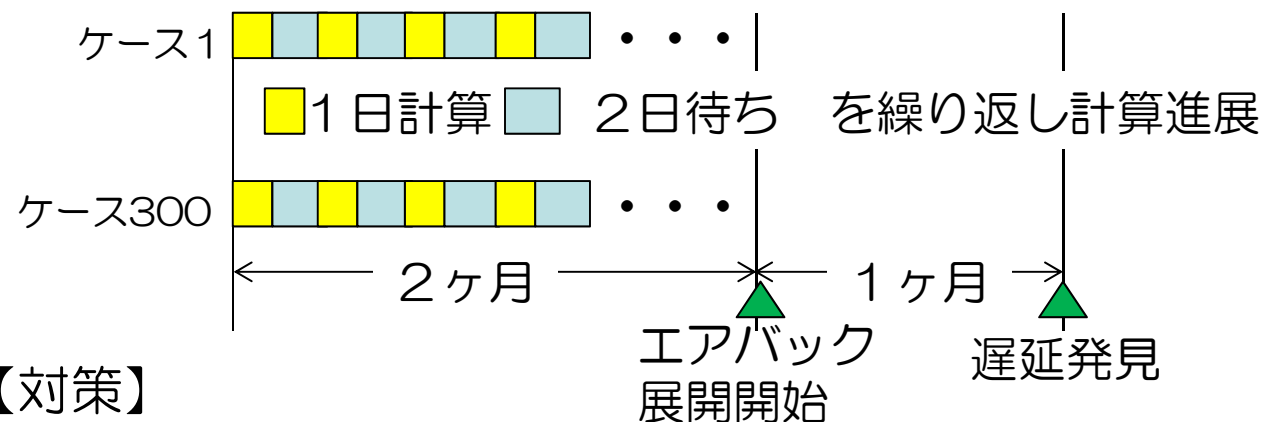 ケース1 ・・・
１日計算 ２日待ち を繰り返し計算進展
ケース300 ・・・
２ヶ月 １ヶ月
エアバック
展開開始
遅延発見
【対策】